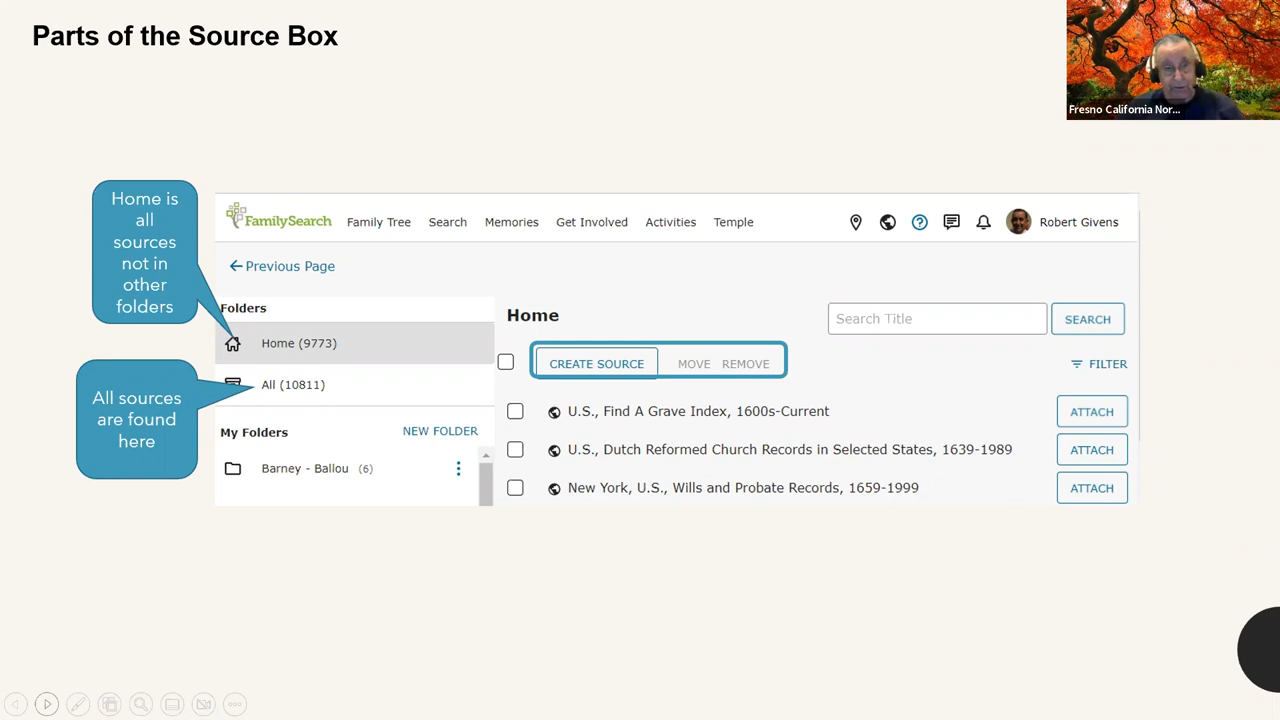 Parts of the Source Box
Fresno California Nor...
Home is
all
sources
not in
other
folders
All sources
are found
here
FamilySearch Family Tree Search Memories Get Involved Activities Temple Robert Givens
Previous Page
Folders
Home (9773)
All (10811)
My Folders NEW FOLDER
Barney - Ballou (6)
Home Search Title SEARCH
CREATE SOURCE MOVE REMOVE FILTER
U.S., Find A Grave Index, 1600s-Current ATTACH
U.S., Dutch Reformed Church Records in Selected States, 1639-1989 ATTACH
New York, U.S., Wills and Probate Records, 1659-1999 ATTACH